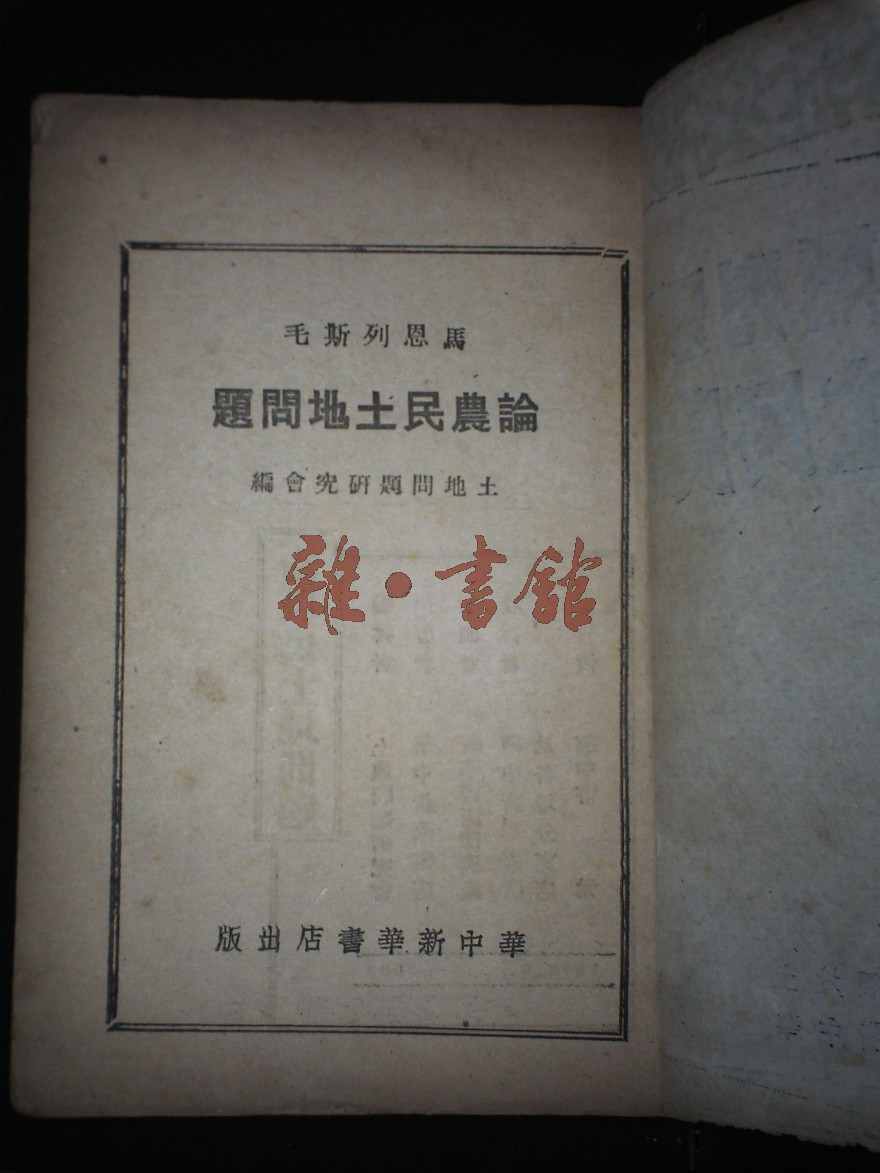 馬恩列斯毛
論農民土地問題
土地問題研究會編
雜·書館
華中新華書店出版